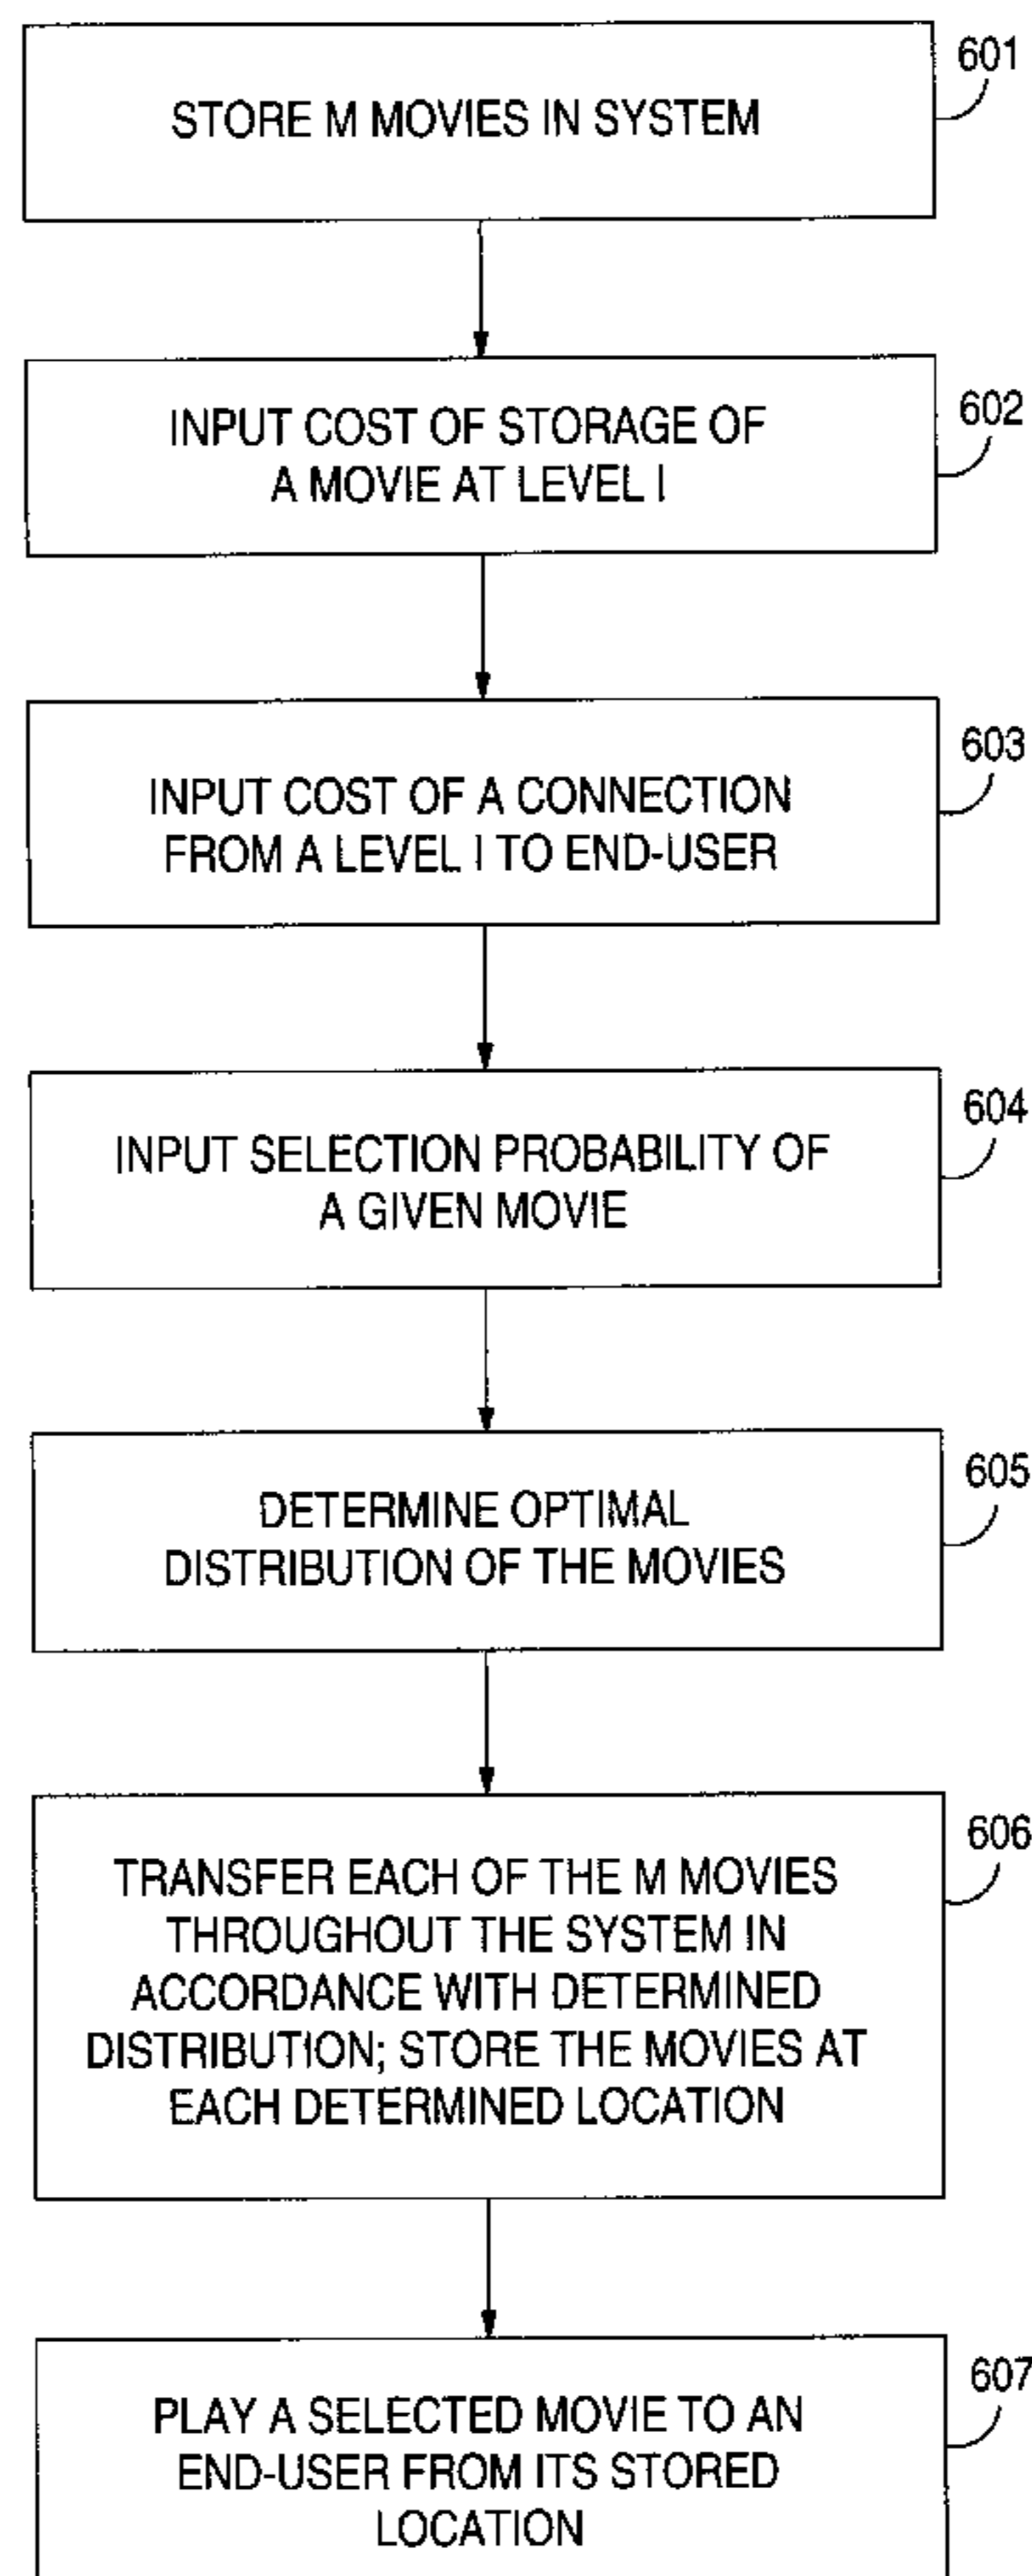 601
STORE M MOVIES IN SYSTEM
602
INPUT COST OF STORAGE OF
A MOVIE AT LEVEL I
603
INPUT COST OF A CONNECTION
FROM A LEVEL I TO END-USER
604
INPUT SELECTION PROBABILITY OF
A GIVEN MOVIE
605
DETERMINE OPTIMAL
DISTRIBUTION OF THE MOVIES
606
TRANSFER EACH OF THE M MOVIES
THROUGHOUT THE SYSTEM IN
ACCORDANCE WITH DETERMINED
DISTRIBUTION; STORE THE MOVIES AT
EACH DETERMINED LOCATION
607
PLAY A SELECTED MOVIE TO AN
END-USER FROM ITS STORED
LOCATION